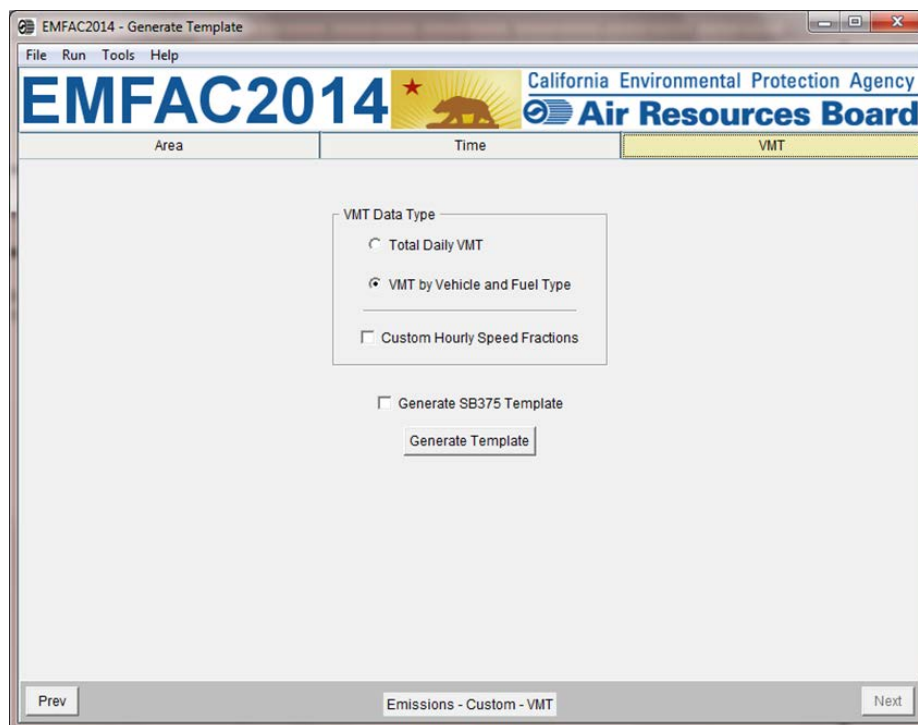 EMFAC2014 - Generate Template
File Run Tools Help
EMFAC2014
California Environmental Protection Agency
Air Resources Board
Area Time VMT
VMT Data Type
Total Daily VMT
VMT by Vehicle and Fuel Type
Custom Hourly Speed Fractions
Generate SB375 Template
Generate Template
Prev Emissions - Custom - VMT Next